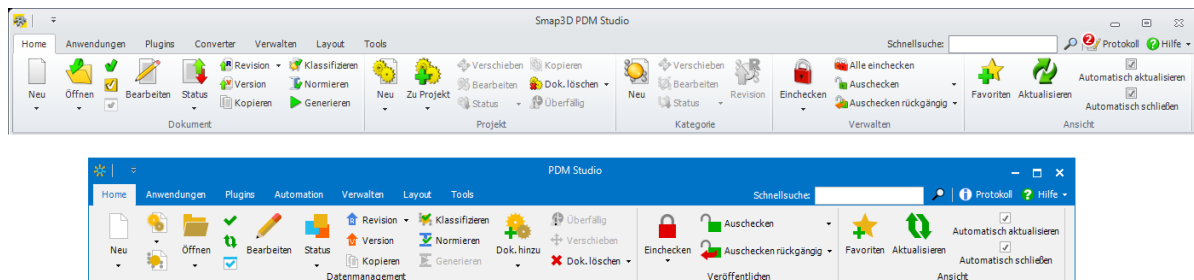 Smap3D PDM Studio
Home Anwendungen Plugins Converter Verwalten Layout Tools Schnellsuche: 2 Protokoll Hilfe
Revision Klassifizieren Verschieben Kopieren Verschieben Alle einchecken
Neu Öffnen Bearbeiten Status Version Normieren Neu Zu Projekt Bearbeiten Dok. löschen Neu Bearbeiten Revision Einchecken Auschecken Favoriten Aktualisieren Automatisch aktualisieren
Kopieren Generieren Status Überfällig Status Auschecken rückgängig Automatisch schließen
Dokument Projekt Kategorie Verwalten Ansicht
PDM Studio
Home Anwendungen Plugins Automation Verwalten Layout Tools Schnellsuche: Protokoll Hilfe
Revision Klassifizieren Überfällig Auschecken
Neu Öffnen Bearbeiten Status Version Normieren Dok. hinzu Verschieben Einchecken Auschecken rückgängig Favoriten Aktualisieren Automatisch aktualisieren
Kopieren Generieren Dok. löschen Automatisch schließen
Datenmanagement Veröffentlichen Ansicht